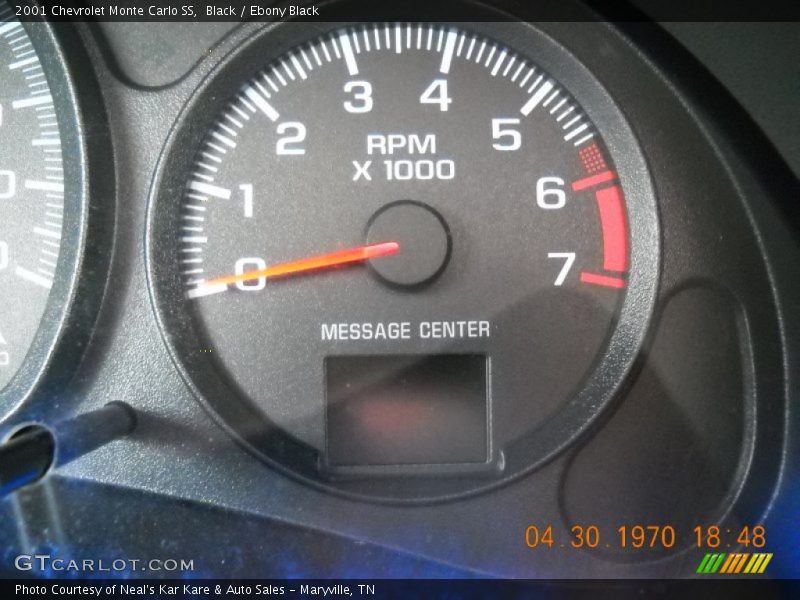 2001 Chevrolet Monte Carlo SS, Black / Ebony Black
3 4
2 5
RPM
X 1000
1 6
0 7
MESSAGE CENTER
04.30.1970 18:48
GTCARLOT.COM
Photo Courtesy of Neal's Kar Kare & Auto Sales - Maryville, TN